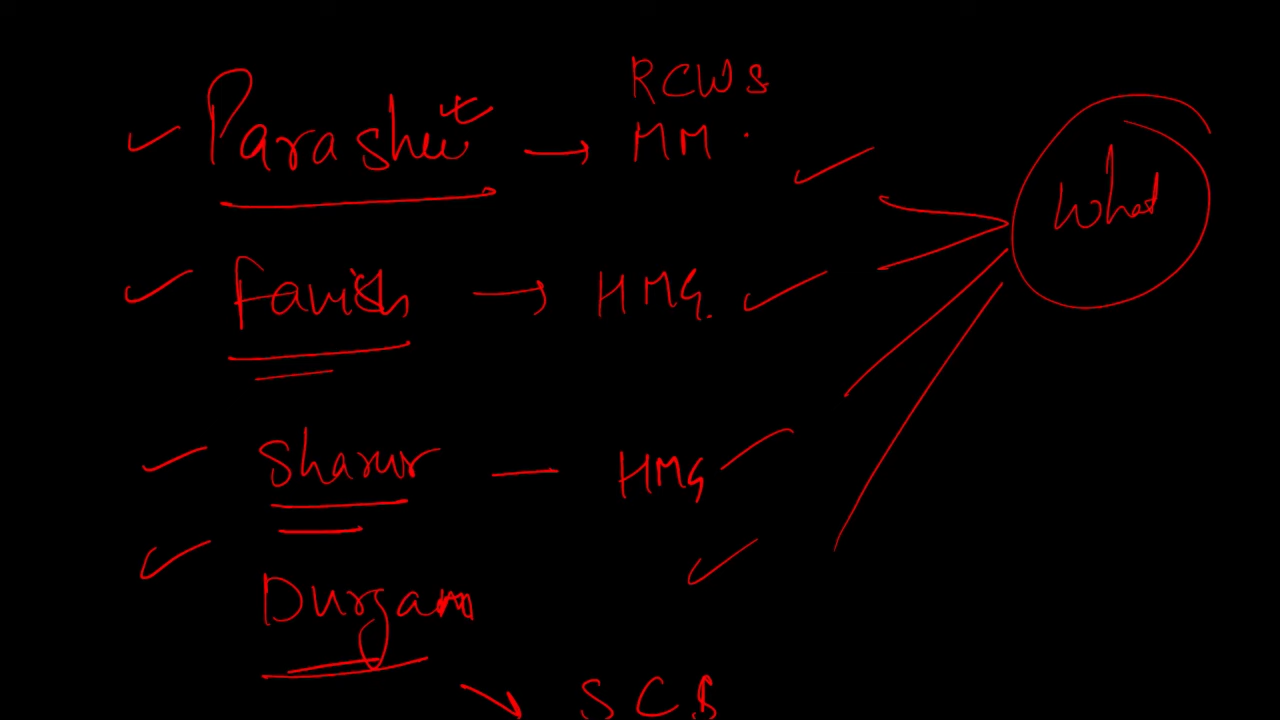 RCWS
Parashu → MM
What
Farish → HMG.
Sharur — HMG
Durgam
SCS